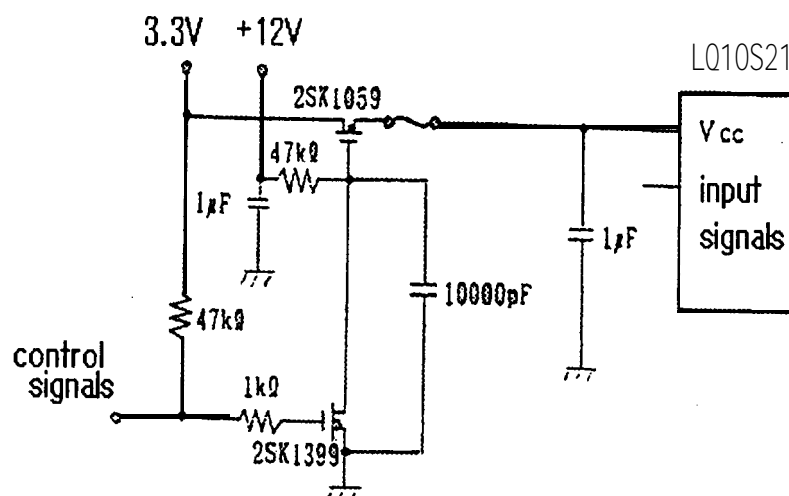 3.3V +12V
LQ10S21
2SK1059
Vcc
47kΩ
1μF
input
signals
1μF
10000pF
47kΩ
control
signals
1kΩ
2SK1399